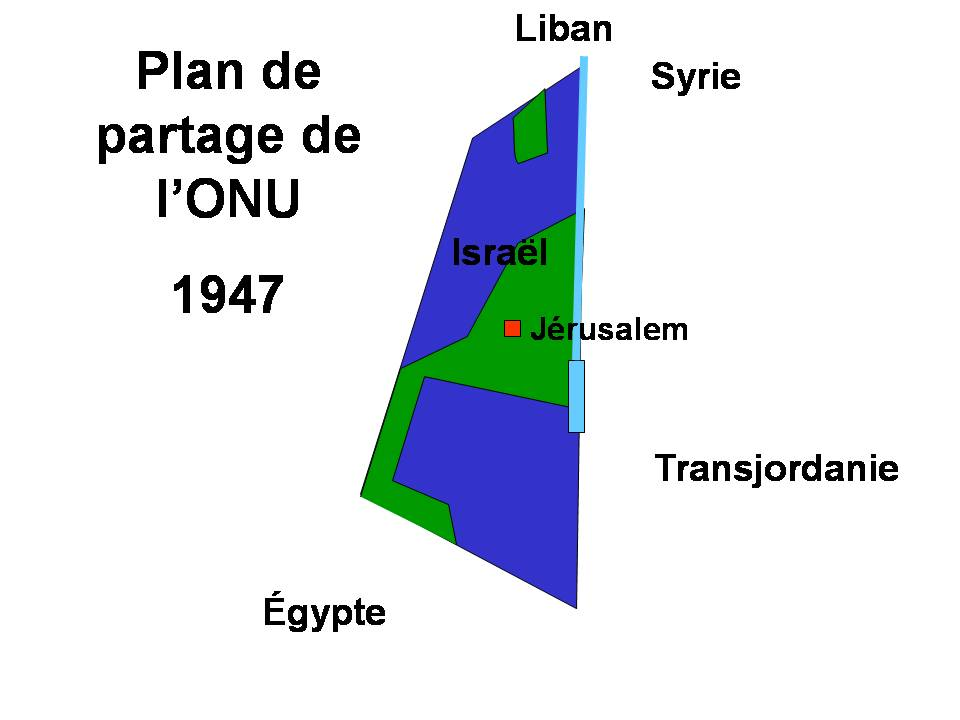 Plan de
partage de
l’ONU
1947
Liban
Syrie
Israël
Jérusalem
Transjordanie
Égypte